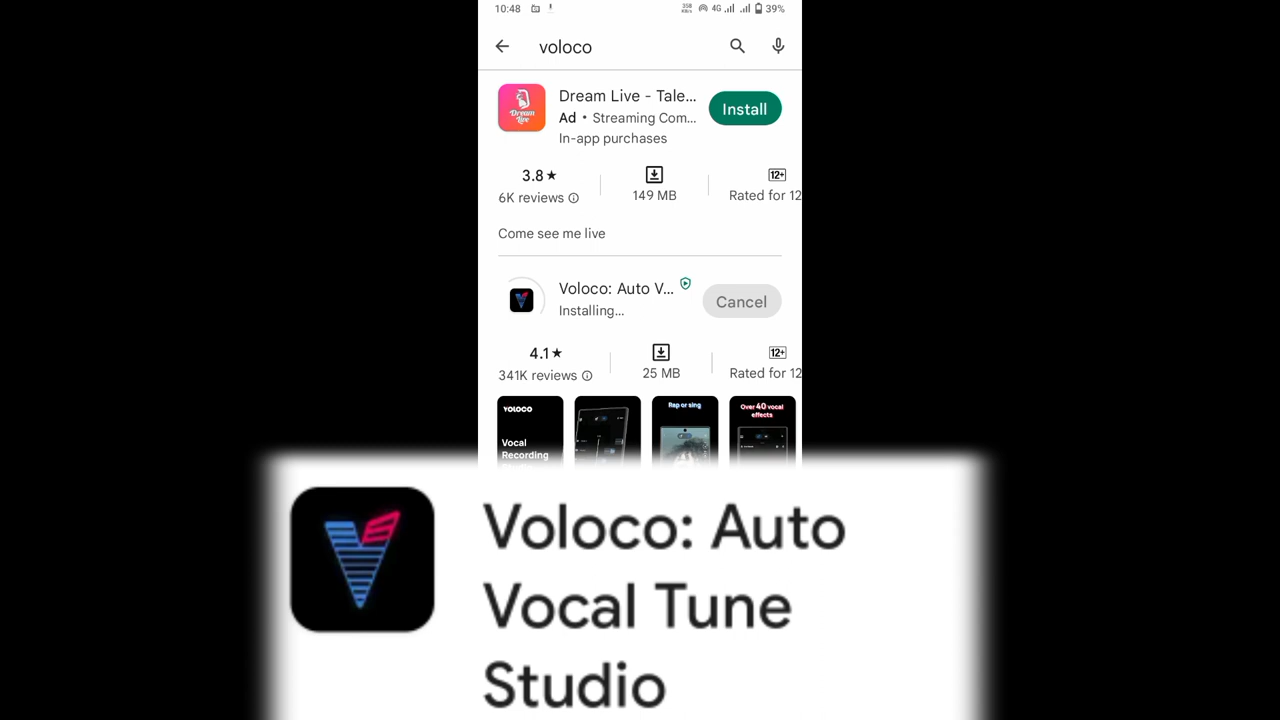 10:48 358 KB/s 4G 39%
voloco
Dream Live - Tale... Install
Ad • Streaming Com...
In-app purchases
3.8★ 12+
6K reviews 149 MB Rated for 12
Come see me live
Voloco: Auto V... Cancel
Installing...
4.1★ 12+
341K reviews 25 MB Rated for 12
VOLOCO Rap or sing Over 40 vocal
effects
Vocal
Recording
Voloco: Auto
Vocal Tune
Studio